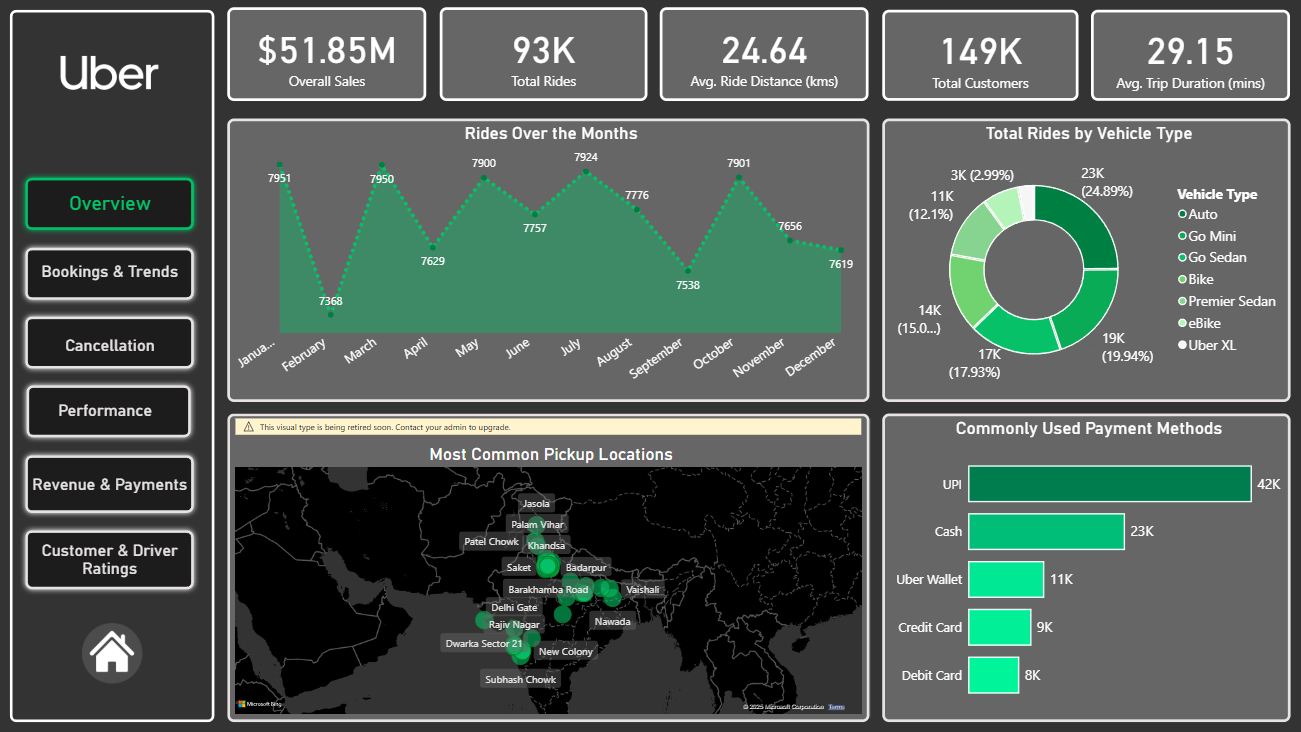 Uber
Overview
Bookings & Trends
Cancellation
Performance
Revenue & Payments
Customer & Driver
Ratings
$51.85M
Overall Sales
93K
Total Rides
24.64
Avg. Ride Distance (kms)
149K
Total Customers
29.15
Avg. Trip Duration (mins)
Rides Over the Months
7951
7368
7950
7629
7900
7757
7924
7776
7538
7901
7656
7619
Janua...
February
March
April
May
June
July
August
September
October
November
December
Total Rides by Vehicle Type
23K
(24.89%)
19K
(19.94%)
17K
(17.93%)
14K
(15.0...)
11K
(12.1%)
3K (2.99%)
Vehicle Type
Auto
Go Mini
Go Sedan
Bike
Premier Sedan
eBike
Uber XL
This visual type is being retired soon. Contact your admin to upgrade.
Most Common Pickup Locations
Jasola
Palam Vihar
Patel Chowk
Khandsa
Saket
Badarpur
Barakhamba Road
Vaishali
Delhi Gate
Rajiv Nagar
Nawada
Dwarka Sector 21
New Colony
Subhash Chowk
Microsoft Bing
© 2025 Microsoft Corporation
Terms
Commonly Used Payment Methods
UPI
42K
Cash
23K
Uber Wallet
11K
Credit Card
9K
Debit Card
8K